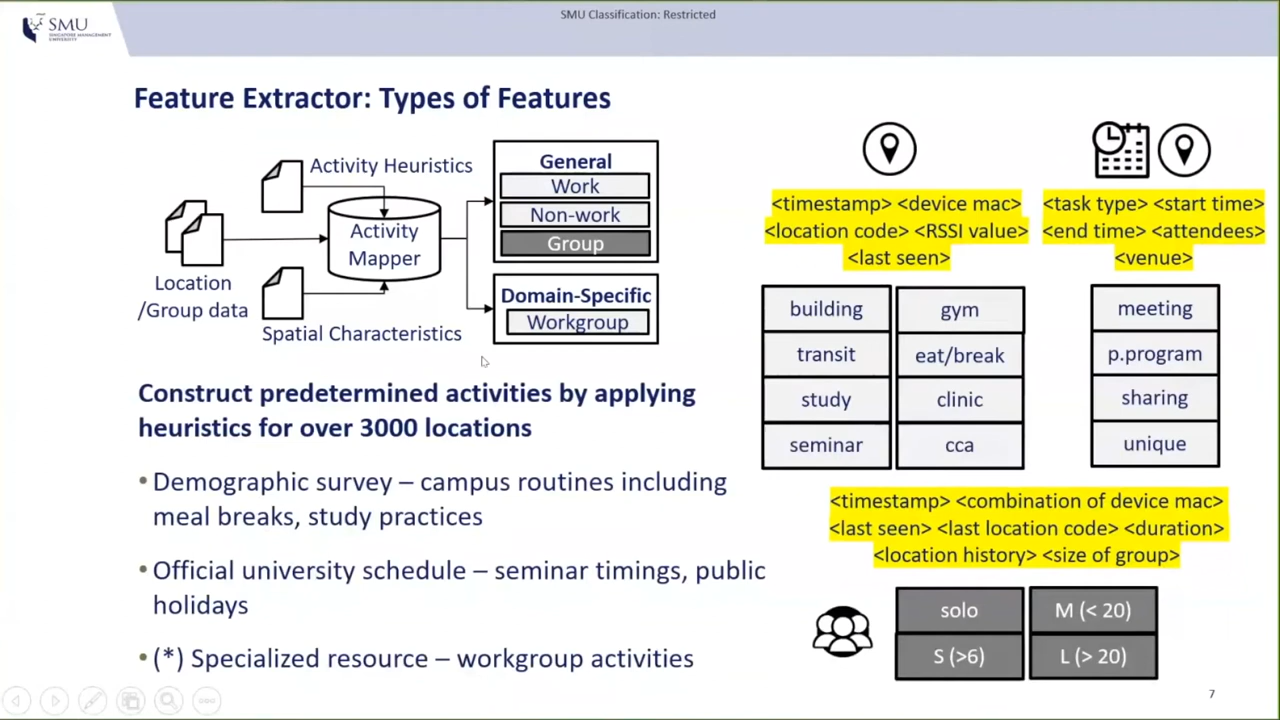 SMU Classification: Restricted
SMU
SINGAPORE MANAGEMENT
UNIVERSITY
Feature Extractor: Types of Features
Activity Heuristics
Location
/Group data
Activity
Mapper
Spatial Characteristics
General
Work
Non-work
Group
Domain-Specific
Workgroup
Construct predetermined activities by applying
heuristics for over 3000 locations
• Demographic survey – campus routines including
meal breaks, study practices
• Official university schedule – seminar timings, public
holidays
• (*) Specialized resource – workgroup activities
<timestamp> <device mac>
<location code> <RSSI value>
<last seen>
building
gym
transit
eat/break
study
clinic
seminar
cca
<task type> <start time>
<end time> <attendees>
<venue>
meeting
p.program
sharing
unique
<timestamp> <combination of device mac>
<last seen> <last location code> <duration>
<location history> <size of group>
solo
M (< 20)
S (>6)
L (> 20)
7